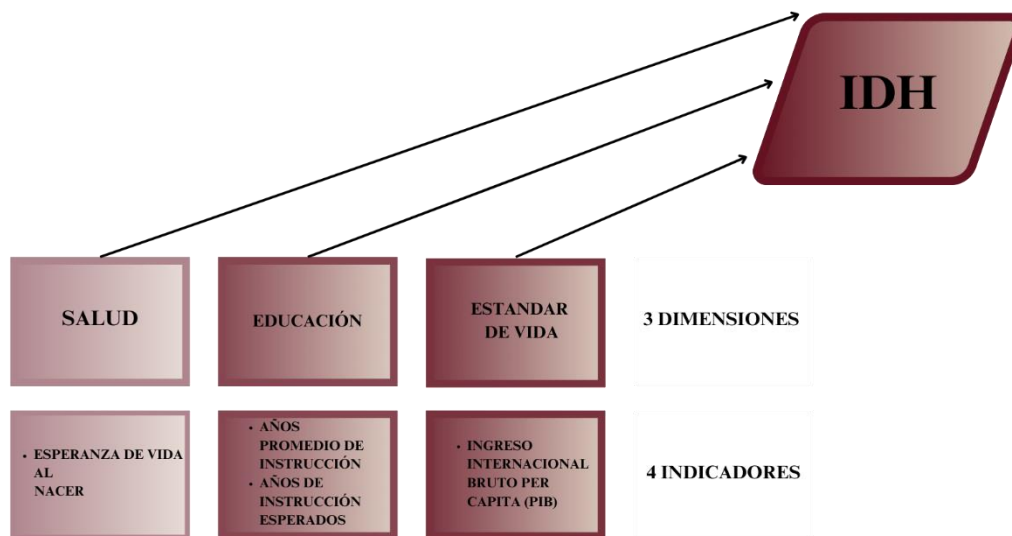 IDH
SALUD
EDUCACIÓN
ESTANDAR
DE VIDA
3 DIMENSIONES
• ESPERANZA DE VIDA
AL
NACER
• AÑOS
PROMEDIO DE
INSTRUCCIÓN
• AÑOS DE
INSTRUCCIÓN
ESPERADOS
• INGRESO
INTERNACIONAL
BRUTO PER
CAPITA (PIB)
4 INDICADORES